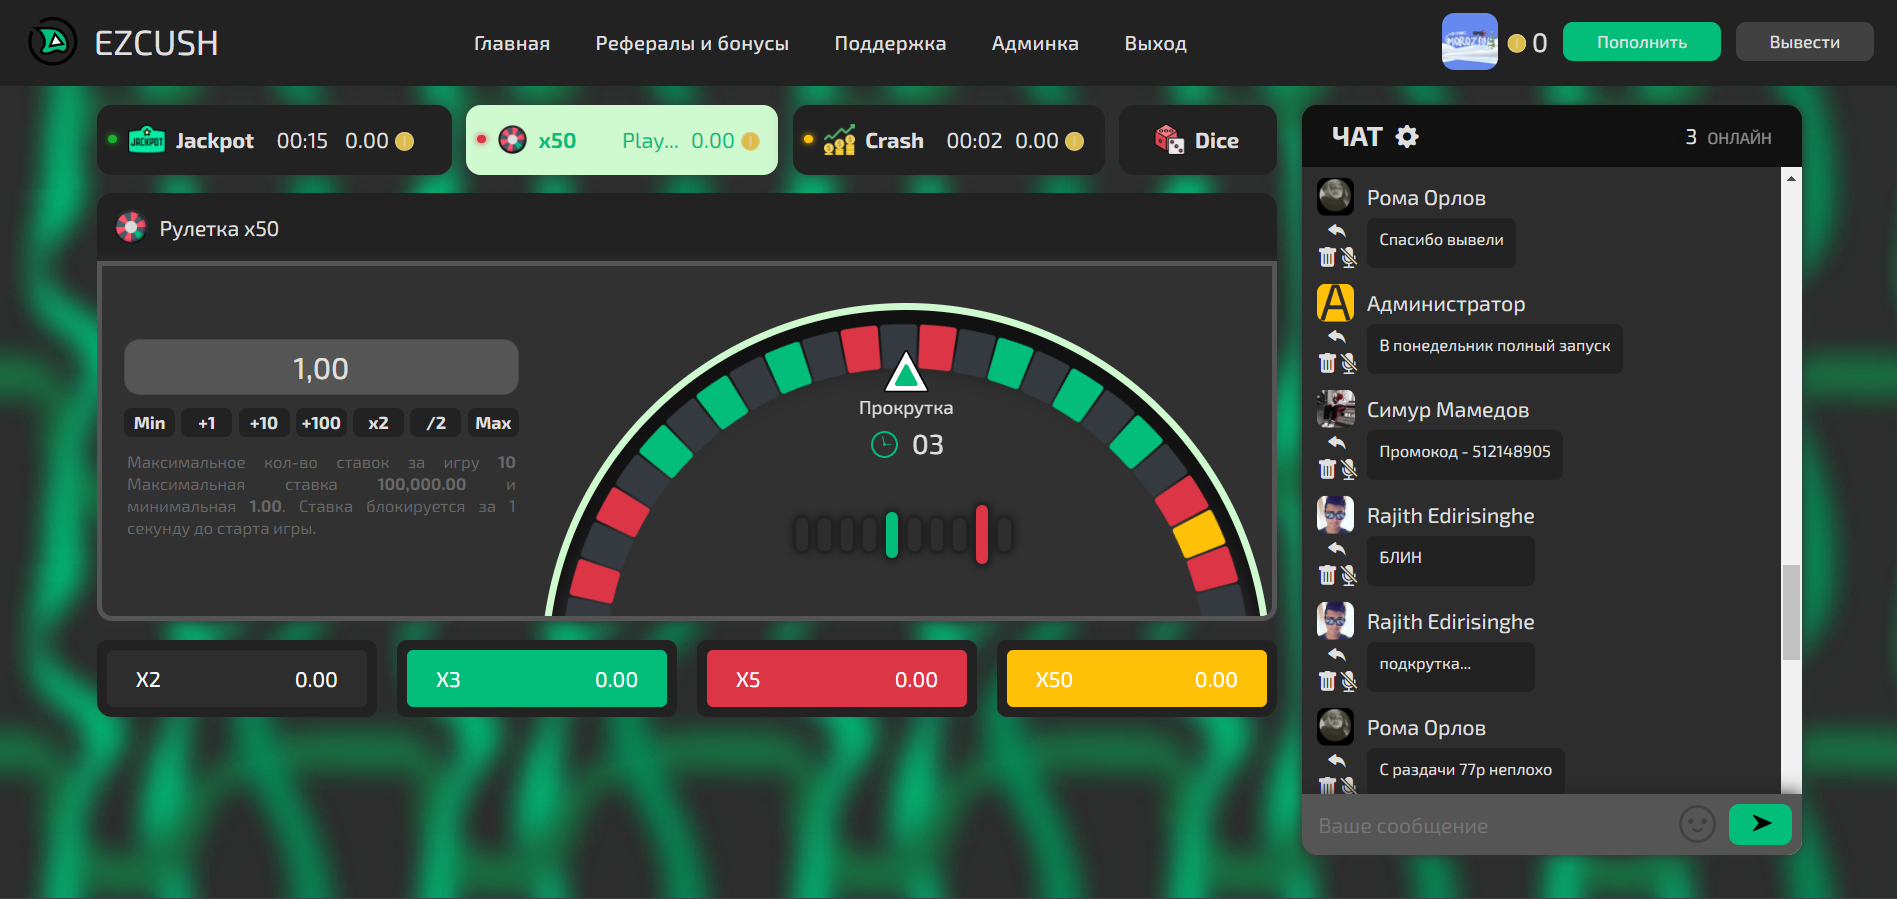 EZCUSH
Главная Рефералы и бонусы Поддержка Админка Выход
0 Пополнить Вывести
Jackpot 00:15 0.00
x50 Play... 0.00
Crash 00:02 0.00
Dice
Рулетка x50
1,00
Min +1 +10 +100 x2 /2 Max
Максимальное кол-во ставок за игру 10
Максимальная ставка 100,000.00 и
минимальная 1.00. Ставка блокируется за 1
секунду до старта игры.
Прокрутка
03
X2 0.00
X3 0.00
X5 0.00
X50 0.00
ЧАТ 3 ОНЛАЙН
Рома Орлов
Спасибо вывели
А Администратор
В понедельник полный запуск
Симур Мамедов
Промокод - 512148905
Rajith Edirisinghe
БЛИН
Rajith Edirisinghe
подкрутка...
Рома Орлов
С раздачи 77р неплохо
Ваше сообщение